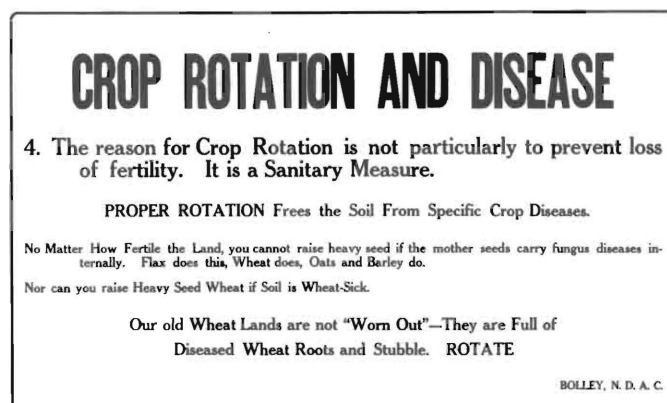 CROP ROTATION AND DISEASE
4. The reason for Crop Rotation is not particularly to prevent loss
of fertility. It is a Sanitary Measure.
PROPER ROTATION Frees the Soil From Specific Crop Diseases.
No Matter How Fertile the Land, you cannot raise heavy seed if the mother seeds carry fungus diseases in-
ternally. Flax does this, Wheat does, Oats and Barley do.
Nor can you raise Heavy Seed Wheat if Soil is Wheat-Sick.
Our old Wheat Lands are not "Worn Out"—They are Full of
Diseased Wheat Roots and Stubble. ROTATE
BOLLEY, N. D. A. C.